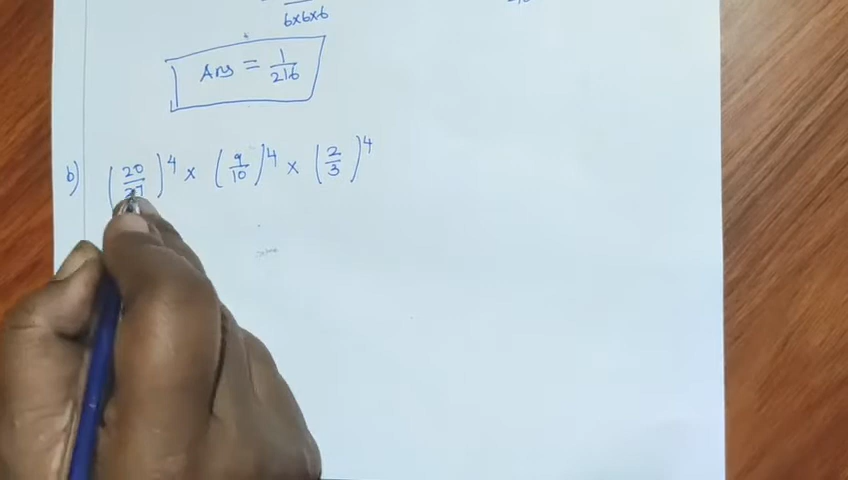 6x6x6
Ans = 1/216
b) (20/27)^4 x (9/10)^4 x (2/3)^4